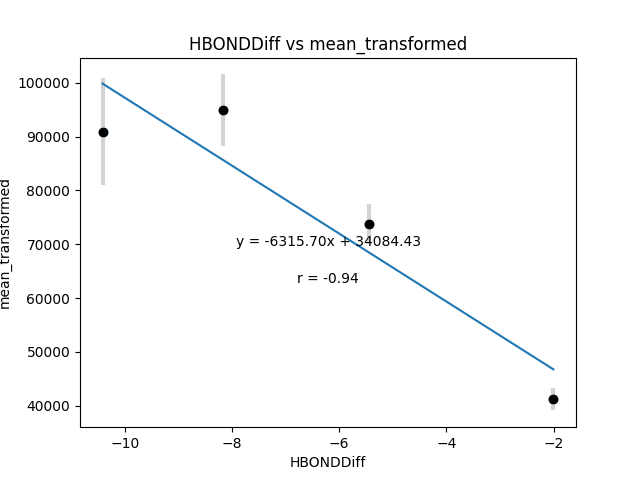 HBONDDiff vs mean_transformed
mean_transformed
100000
90000
80000
70000
60000
50000
40000
y = -6315.70x + 34084.43
r = -0.94
−10
−8
−6
−4
−2
HBONDDiff